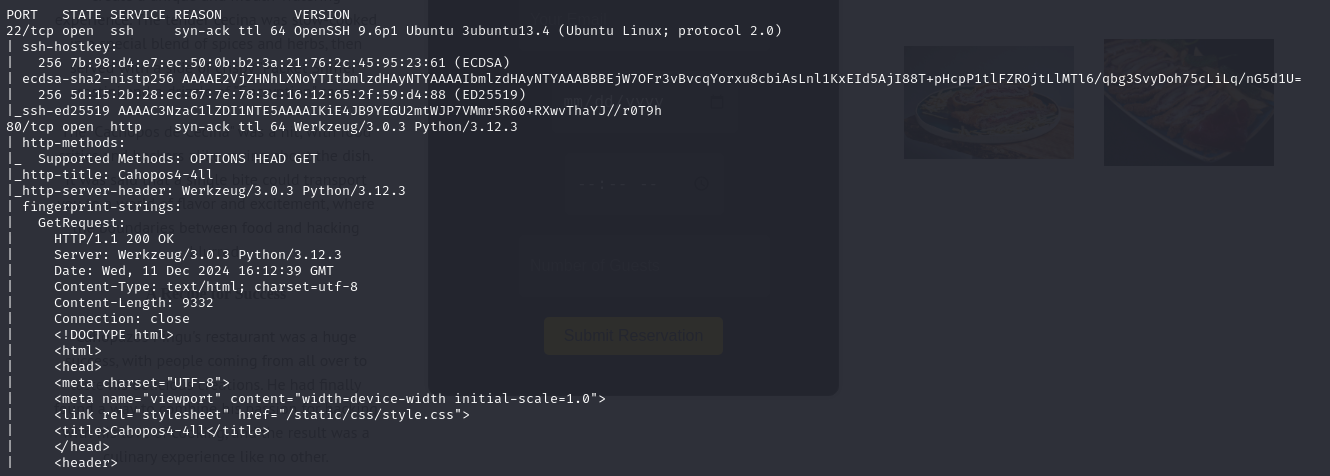 PORT   STATE SERVICE REASON         VERSION
22/tcp open  ssh     syn-ack ttl 64 OpenSSH 9.6p1 Ubuntu 3ubuntu13.4 (Ubuntu Linux; protocol 2.0)
| ssh-hostkey:
|   256 7b:98:d4:e7:ec:50:0b:b2:3a:21:76:2c:45:95:23:61 (ECDSA)
| ecdsa-sha2-nistp256 AAAAE2VjZHNhLXNoYTItbmlzdHAyNTYAAAAIbmlzdHAyNTYAAABBBEjW7OFr3vBvcqYorxu8cbiAsLnl1KxEId5AjI88T+pHcpP1tlFZROjtLlMTl6/qbg3SvyDoh75cLiLq/nG5d1U=
|   256 5d:15:2b:28:ec:67:7e:78:3c:16:12:65:2f:59:d4:88 (ED25519)
|_ssh-ed25519 AAAAC3NzaC1lZDI1NTE5AAAAIKiE4JB9YEGU2mtWJP7VMmr5R60+RXwvThaYJ//r0T9h
80/tcp open  http    syn-ack ttl 64 Werkzeug/3.0.3 Python/3.12.3
| http-methods:
|_  Supported Methods: OPTIONS HEAD GET
|_http-title: Cahopos4-4ll
|_http-server-header: Werkzeug/3.0.3 Python/3.12.3
| fingerprint-strings:
|   GetRequest:
|     HTTP/1.1 200 OK
|     Server: Werkzeug/3.0.3 Python/3.12.3
|     Date: Wed, 11 Dec 2024 16:12:39 GMT
|     Content-Type: text/html; charset=utf-8
|     Content-Length: 9332
|     Connection: close
|     <!DOCTYPE html>
|     <html>
|     <head>
|     <meta charset="UTF-8">
|     <meta name="viewport" content="width=device-width initial-scale=1.0">
|     <link rel="stylesheet" href="/static/css/style.css">
|     <title>Cahopos4-4ll</title>
|     </head>
|     <header>
Submit Reservation